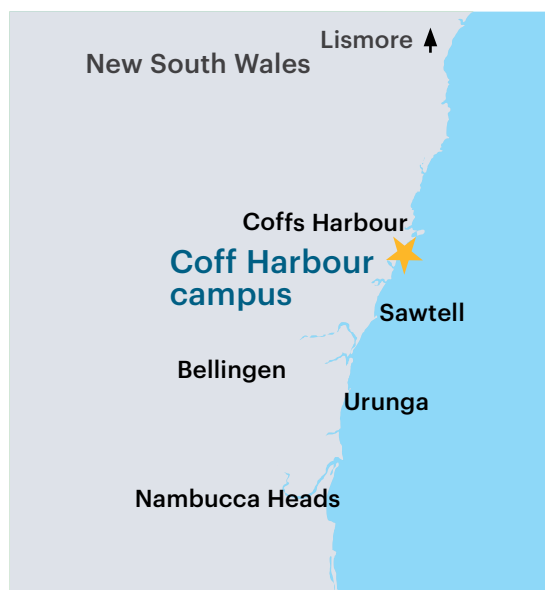 Lismore
New South Wales
Coffs Harbour
Coff Harbour
campus
Sawtell
Bellingen
Urunga
Nambucca Heads